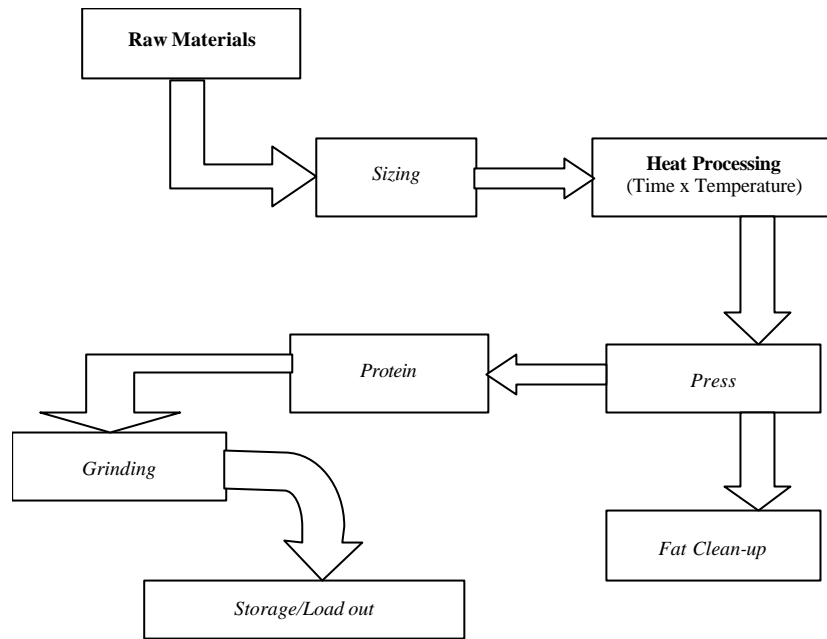 Raw Materials
Sizing
Heat Processing
(Time x Temperature)
Protein
Press
Grinding
Fat Clean-up
Storage/Load out